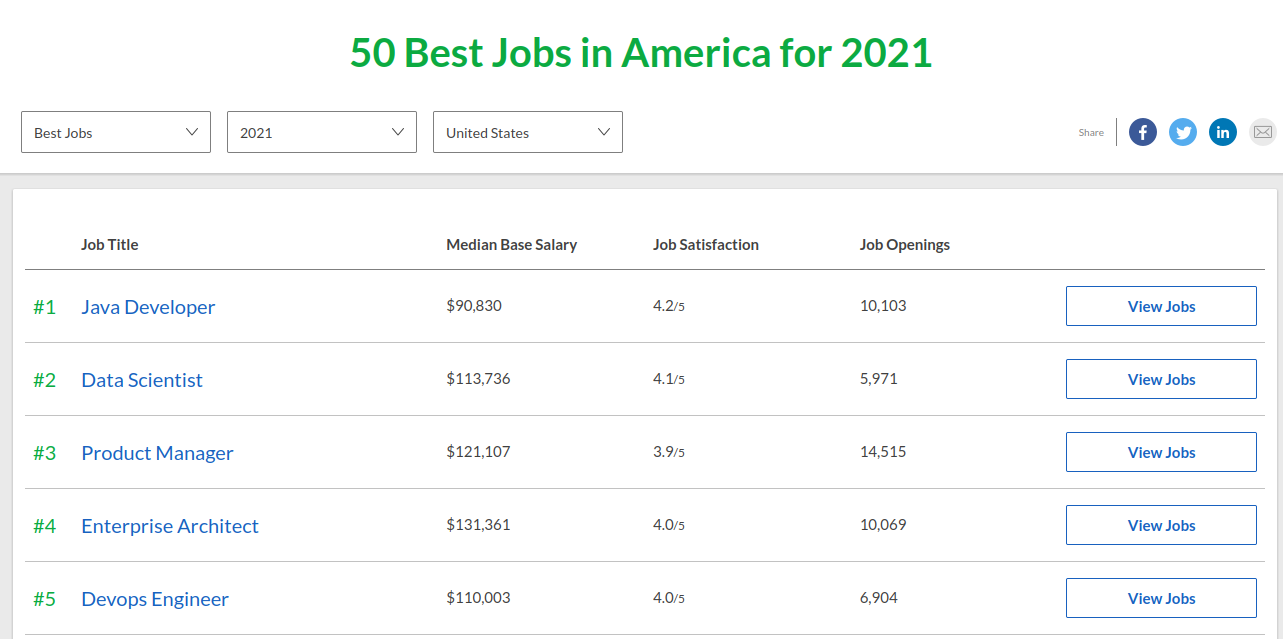 50 Best Jobs in America for 2021
Best Jobs 2021 United States Share
Job Title Median Base Salary Job Satisfaction Job Openings
#1 Java Developer $90,830 4.2/5 10,103 View Jobs
#2 Data Scientist $113,736 4.1/5 5,971 View Jobs
#3 Product Manager $121,107 3.9/5 14,515 View Jobs
#4 Enterprise Architect $131,361 4.0/5 10,069 View Jobs
#5 Devops Engineer $110,003 4.0/5 6,904 View Jobs